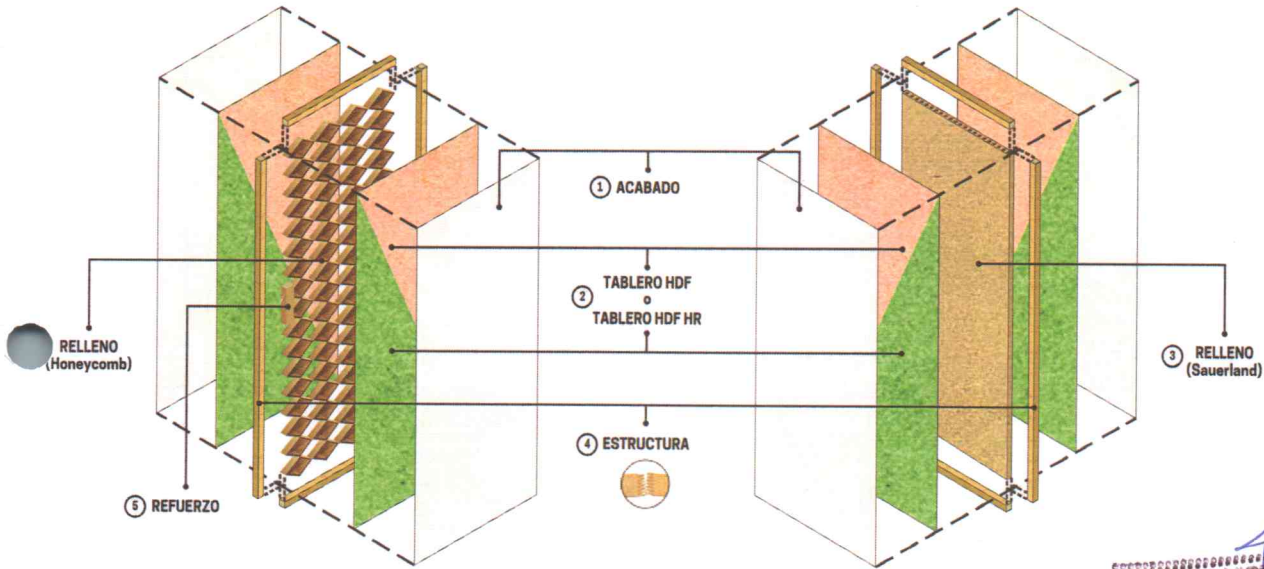 ① ACABADO
② TABLERO HDF
o
TABLERO HDF HR
RELLENO
(Honeycomb)
③ RELLENO
(Sauerland)
④ ESTRUCTURA
⑤ REFUERZO